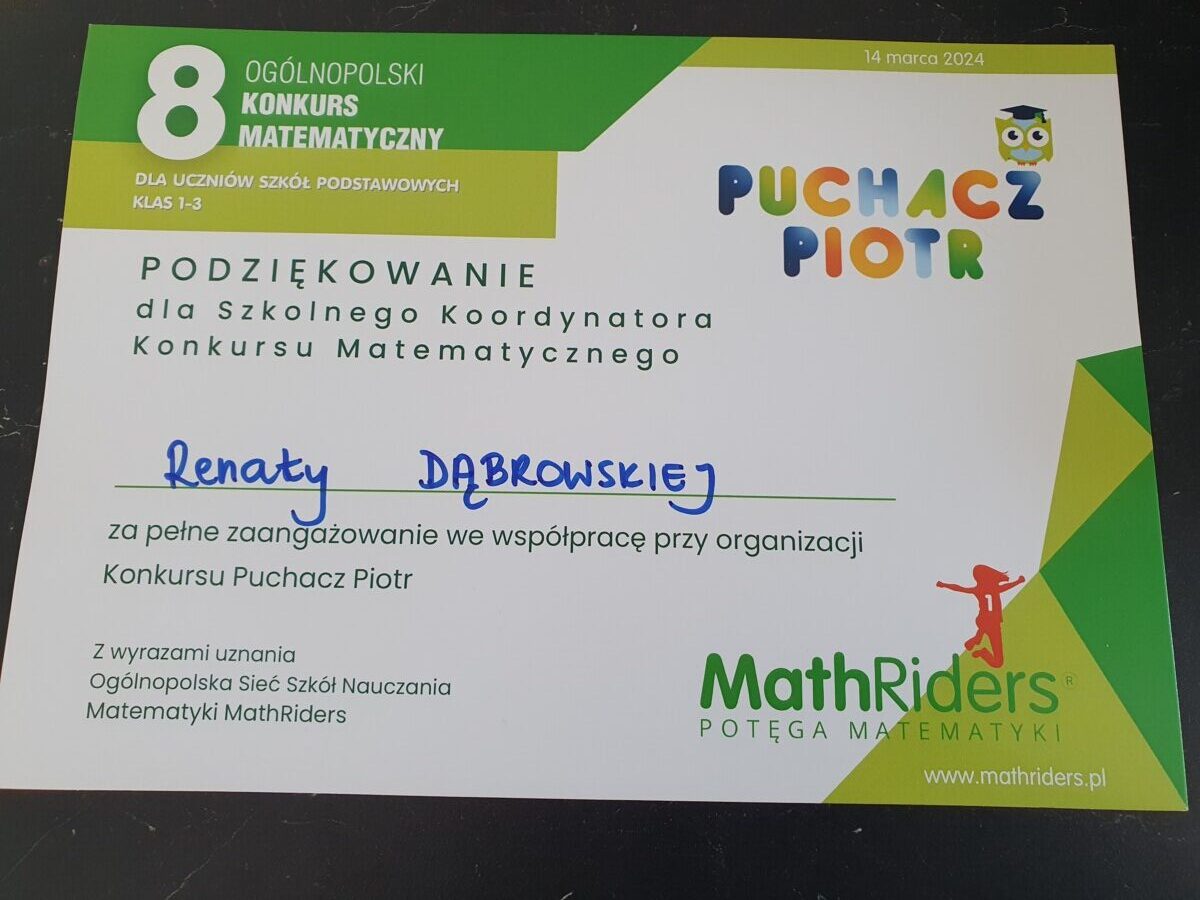 14 marca 2024
8 OGÓLNOPOLSKI
KONKURS
MATEMATYCZNY
DLA UCZNIÓW SZKÓŁ PODSTAWOWYCH
KLAS 1-3
PUCHACZ
PIOTR
PODZIĘKOWANIE
dla Szkolnego Koordynatora
Konkursu Matematycznego
Renaty DĄBROWSKIEJ
za pełne zaangażowanie we współpracę przy organizacji
Konkursu Puchacz Piotr
Z wyrazami uznania
Ogólnopolska Sieć Szkół Nauczania
Matematyki MathRiders
1
MathRiders®
POTĘGA MATEMATYKI
www.mathriders.pl